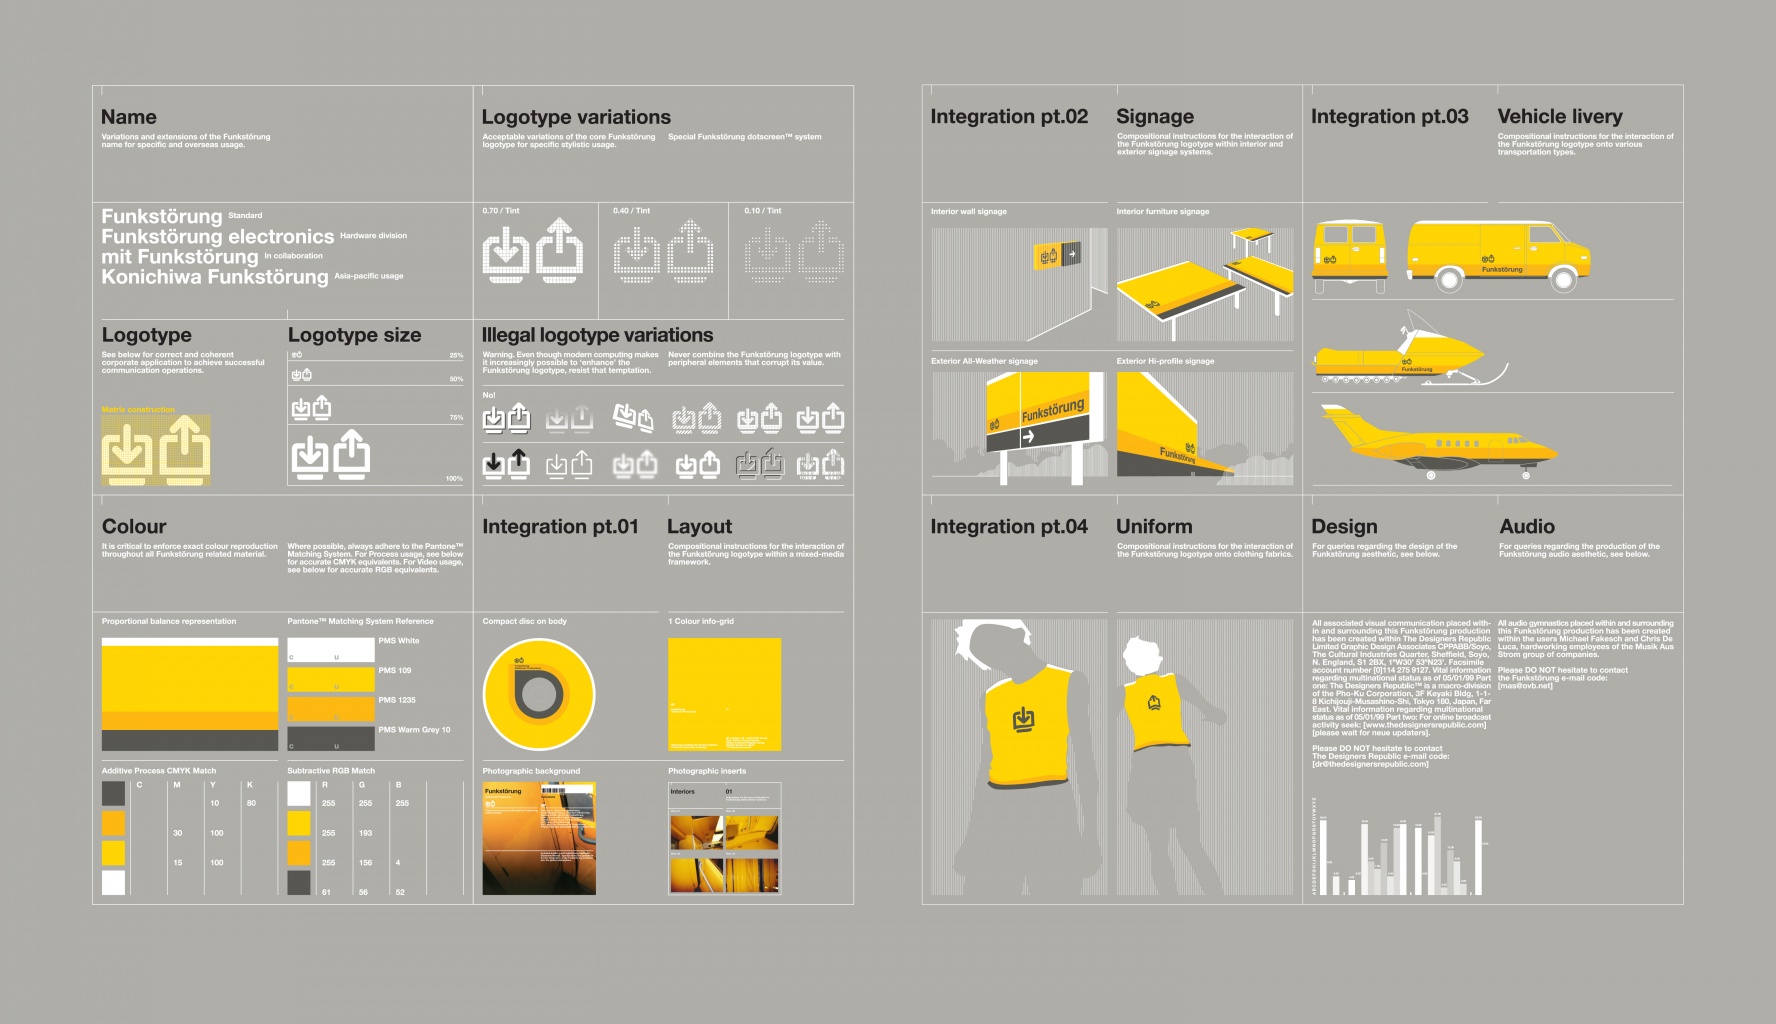 Name
Variations and extensions of the Funkstörung
name for specific and overseas usage.
Funkstörung Standard
Funkstörung electronics Hardware division
mit Funkstörung In collaboration
Konichiwa Funkstörung Asia-pacific usage
Logotype variations
Acceptable variations of the core Funkstörung
logotype for specific stylistic usage.
Special Funkstörung dotscreen™ system
0.70 / Tint
0.40 / Tint
0.10 / Tint
Logotype
See below for correct and coherent
corporate application to achieve successful
communication operations.
Matrix construction
Logotype size
25%
50%
75%
100%
Illegal logotype variations
Warning. Even though modern computing makes
it increasingly possible to ‘enhance’ the
Funkstörung logotype, resist that temptation.
Never combine the Funkstörung logotype with
peripheral elements that corrupt its value.
No!
Colour
It is critical to enforce exact colour reproduction
throughout all Funkstörung related material.
Where possible, always adhere to the Pantone™
Matching System. For Process usage, see below
for accurate CMYK equivalents. For Video usage,
see below for accurate RGB equivalents.
Proportional balance representation
Pantone™ Matching System Reference
PMS White
C U
PMS 109
C U
PMS 1235
U
PMS Warm Grey 10
C U
Additive Process CMYK Match
C M Y K
10 80
30 100
15 100
Subtractive RGB Match
R G B
255 255 255
255 193
255 156 4
61 56 52
Integration pt.01
Layout
Compositional instructions for the interaction of
the Funkstörung logotype within a mixed-media
framework.
Compact disc on body
1 Colour info-grid
Photographic background
Funkstörung
Photographic inserts
Interiors
01
Integration pt.02
Signage
Compositional instructions for the interaction of
the Funkstörung logotype within interior and
exterior signage systems.
Interior wall signage
Interior furniture signage
Exterior All-Weather signage
Funkstörung
Exterior Hi-profile signage
Funkstörung
Integration pt.03
Vehicle livery
Compositional instructions for the interaction of
the Funkstörung logotype onto various
transportation types.
Funkstörung
Funkstörung
Integration pt.04
Uniform
Compositional instructions for the interaction of
the Funkstörung logotype onto clothing fabrics.
Design
For queries regarding the design of the
Funkstörung aesthetic, see below.
All associated visual communication placed with-
in and surrounding this Funkstörung production
has been created within The Designers Republic
Limited Graphic Design Associates CPPABB/Soyo,
The Cultural Industries Quarter, Sheffield, Soyo,
N. England, S1 2BX, 1°W30' 53°N23'. Facsimile
account number [0]114 275 9127. Vital information
regarding multinational status as of 05/01/99 Part
one: The Designers Republic™ is a macro-division
of the Pho-Ku Corporation, 3F Keyaki Bldg, 1-1-
8 Kichijouji-Musashino-Shi, Tokyo 180, Japan, Far
East. Vital information regarding multinational
status as of 05/01/99 Part two: For online broadcast
activity seek: [www.thedesignersrepublic.com]
[please wait for neue updaters].
Please DO NOT hesitate to contact
The Designers Republic e-mail code:
[dr@thedesignersrepublic.com]
Audio
For queries regarding the production of the
Funkstörung audio aesthetic, see below.
All audio gymnastics placed within and surrounding
this Funkstörung production has been created
within the users Michael Fakesch and Chris De
Luca, hardworking employees of the Musik Aus
Strom group of companies.
Please DO NOT hesitate to contact
the Funkstörung e-mail code:
[mas@ovb.net]